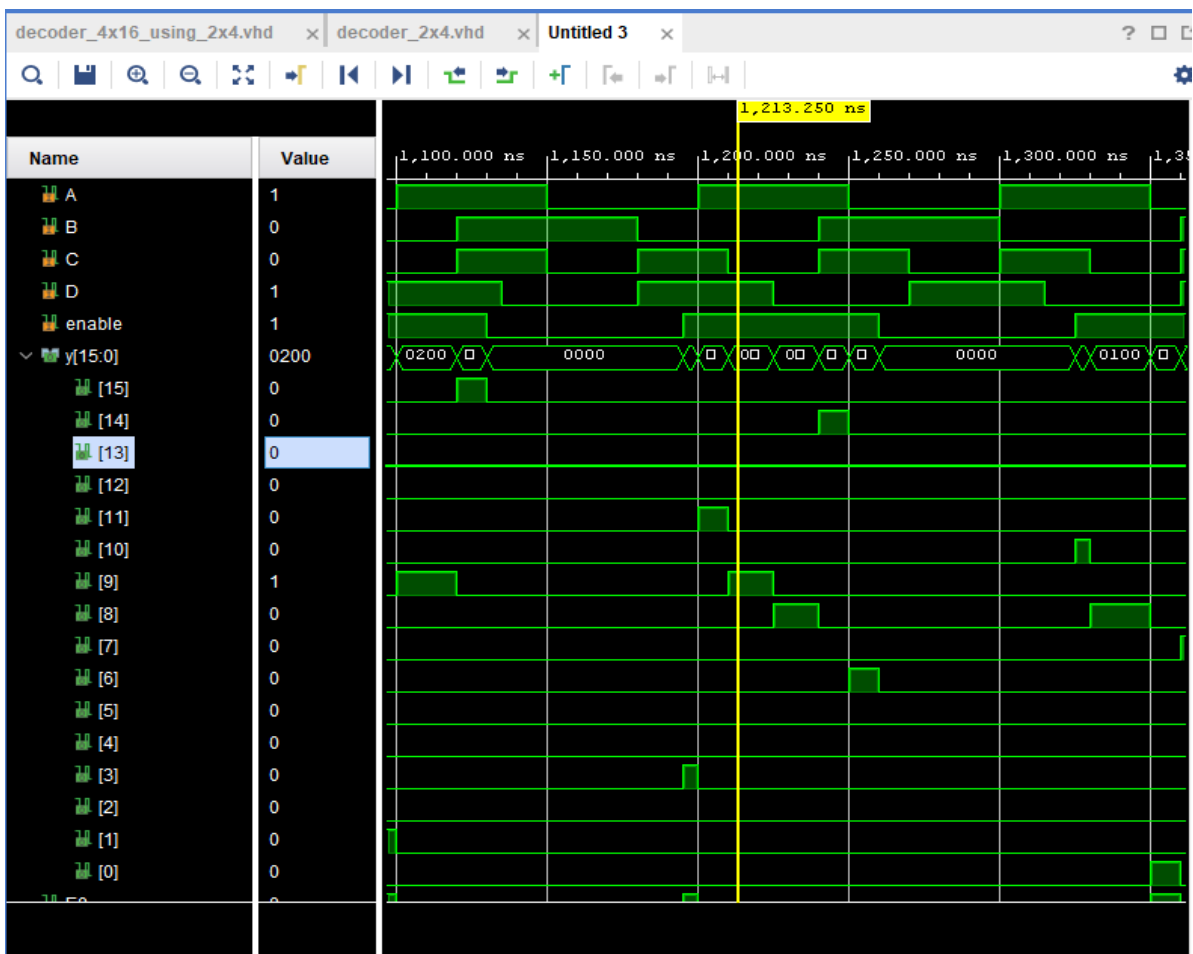 decoder_4x16_using_2x4.vhd × decoder_2x4.vhd × Untitled 3 × ?
1,213.250 ns
Name Value 1,100.000 ns 1,150.000 ns 1,200.000 ns 1,250.000 ns 1,300.000 ns
A 1
B 0
C 0
D 1
enable 1
y[15:0] 0200 0200 0000 0000 0100
[15] 0
[14] 0
[13] 0
[12] 0
[11] 0
[10] 0
[9] 1
[8] 0
[7] 0
[6] 0
[5] 0
[4] 0
[3] 0
[2] 0
[1] 0
[0] 0